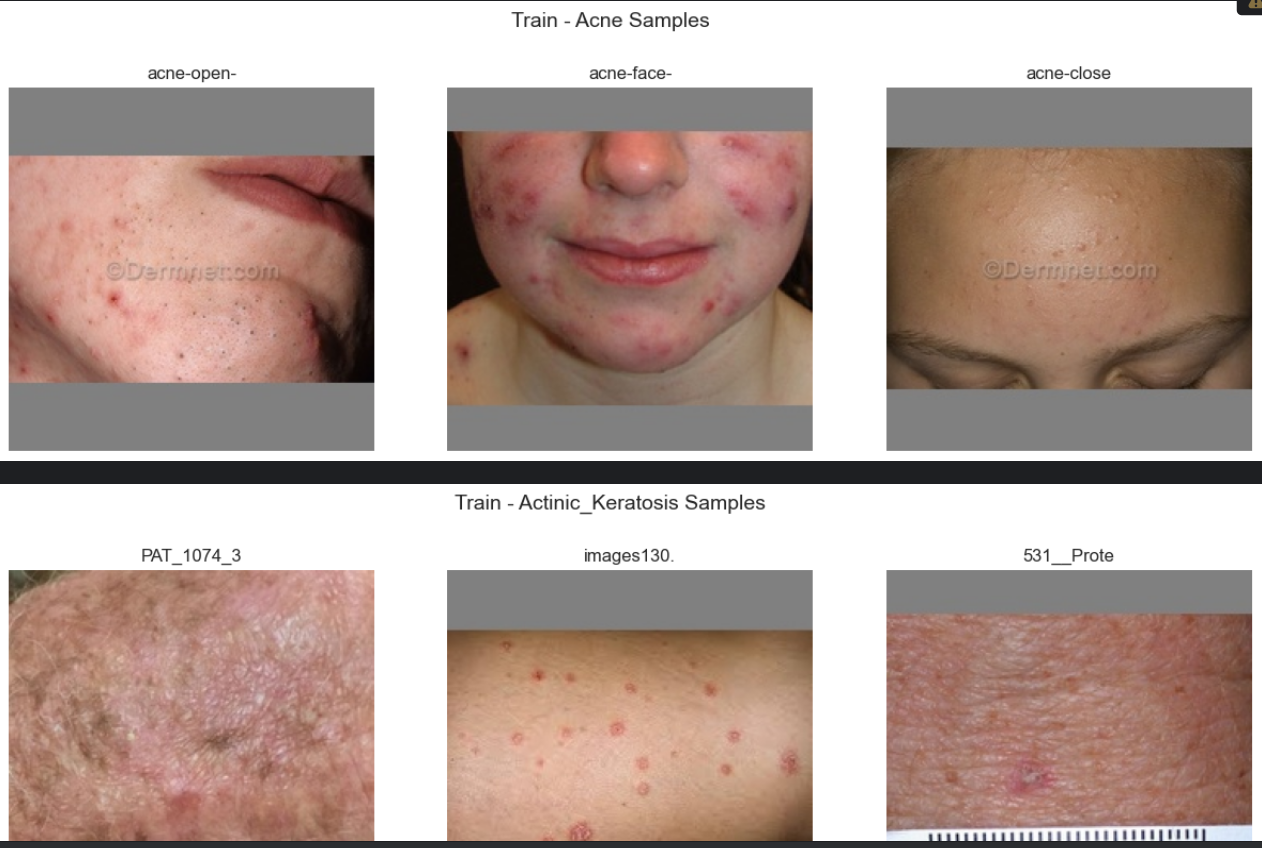 Train - Acne Samples
acne-open-
acne-face-
acne-close
©Dermnet.com
©Dermnet.com
Train - Actinic_Keratosis Samples
PAT_1074_3
images130.
531__Prote